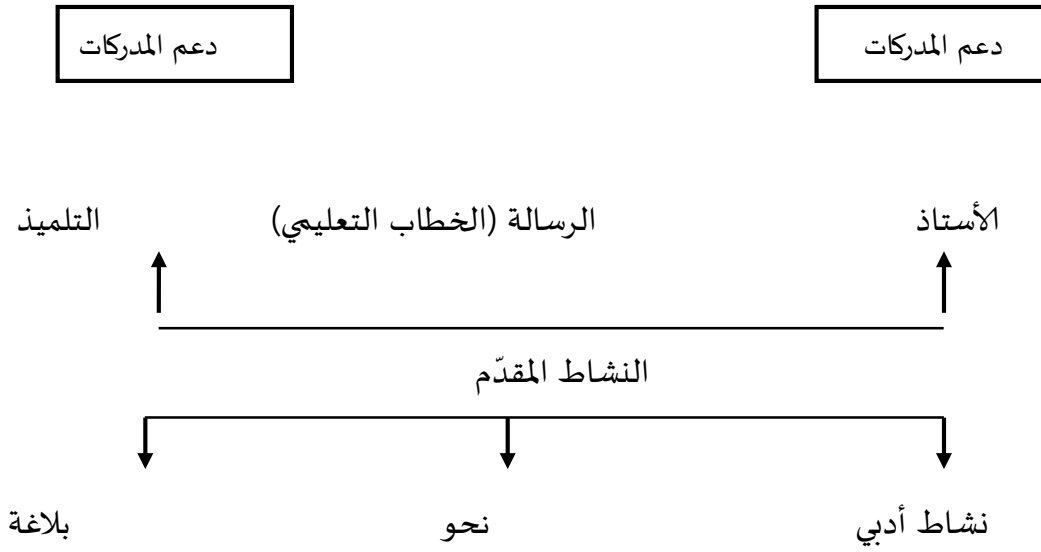 دعم المدركات دعم المدركات
الأستاذ الرسالة (الخطاب التعليمي) التلميذ
النشاط المقدّم
نشاط أدبي نحو بلاغة